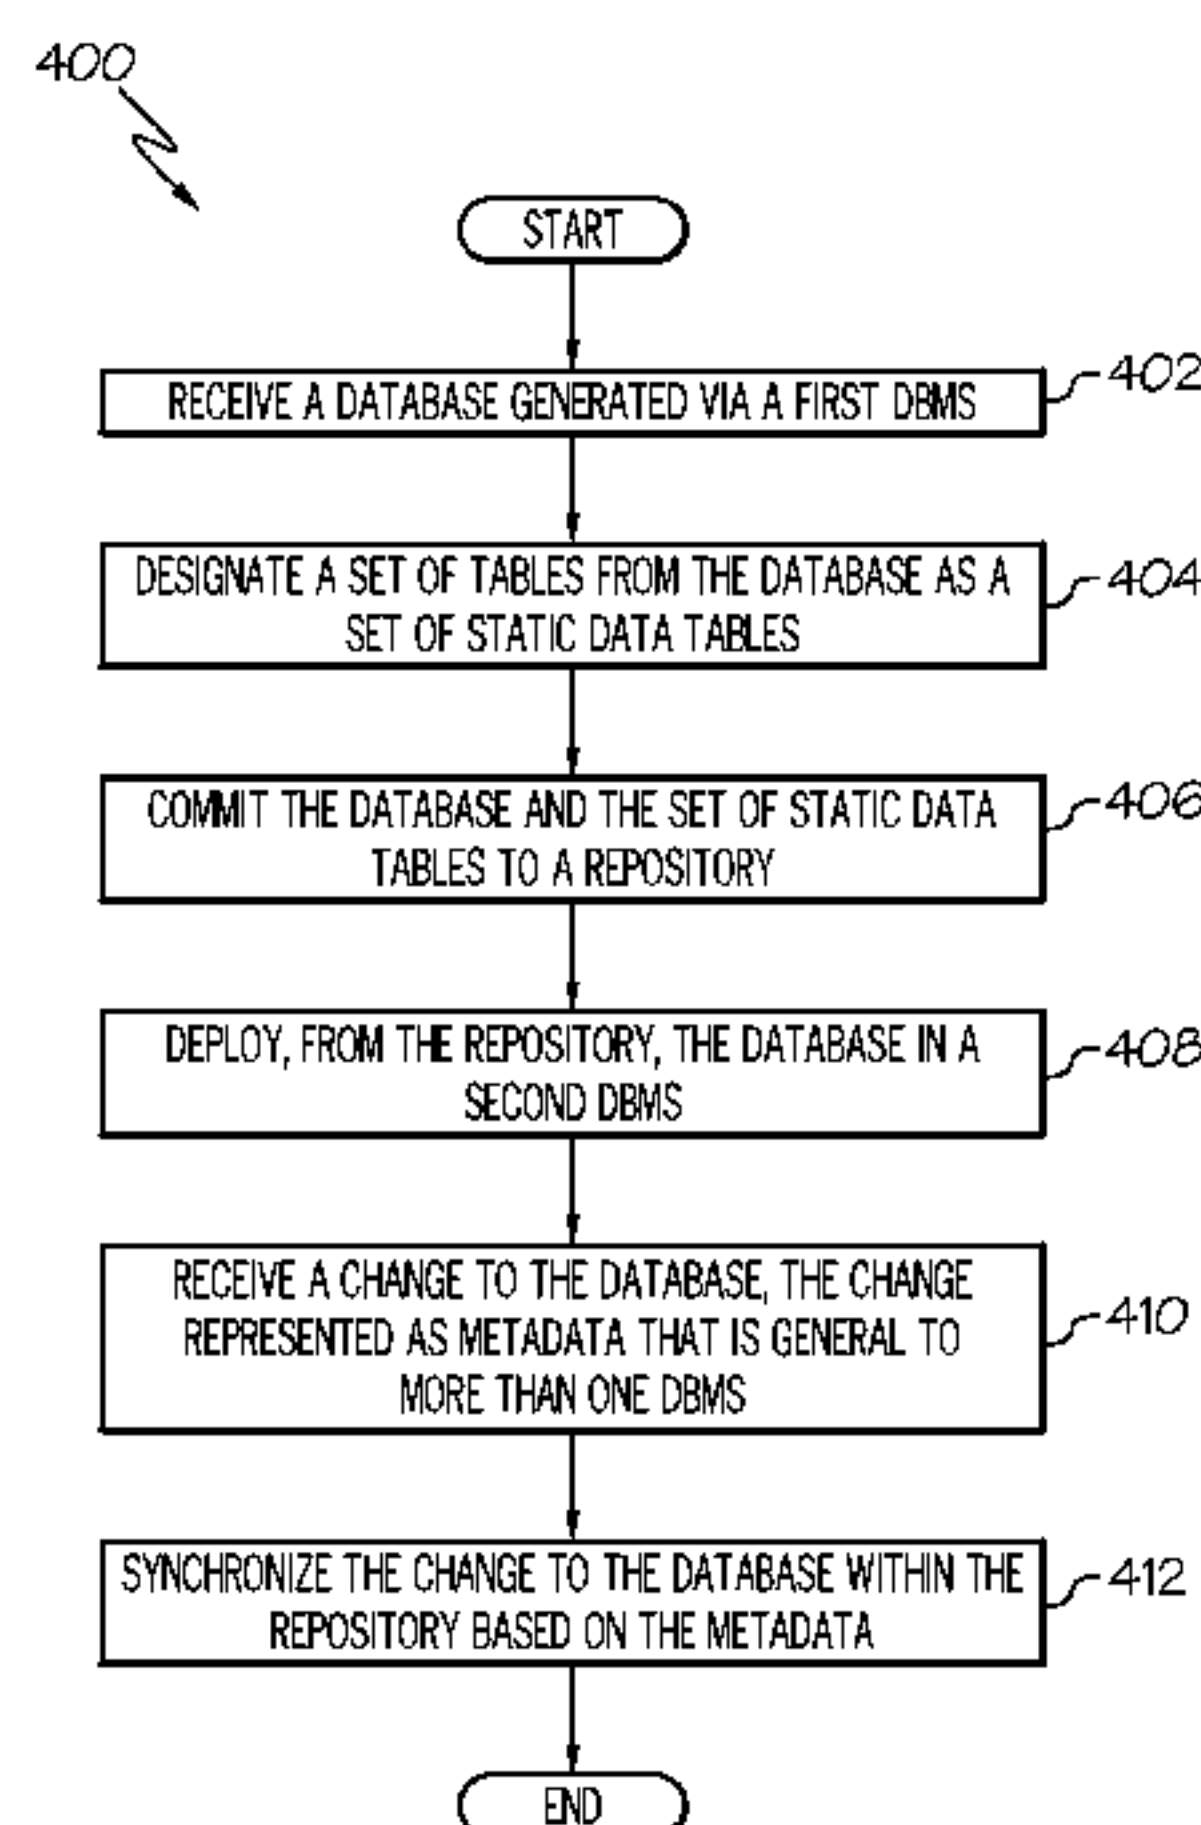 400
START
RECEIVE A DATABASE GENERATED VIA A FIRST DBMS
402
DESIGNATE A SET OF TABLES FROM THE DATABASE AS A
SET OF STATIC DATA TABLES
404
COMMIT THE DATABASE AND THE SET OF STATIC DATA
TABLES TO A REPOSITORY
406
DEPLOY, FROM THE REPOSITORY, THE DATABASE IN A
SECOND DBMS
408
RECEIVE A CHANGE TO THE DATABASE, THE CHANGE
REPRESENTED AS METADATA THAT IS GENERAL TO
MORE THAN ONE DBMS
410
SYNCHRONIZE THE CHANGE TO THE DATABASE WITHIN THE
REPOSITORY BASED ON THE METADATA
412
END